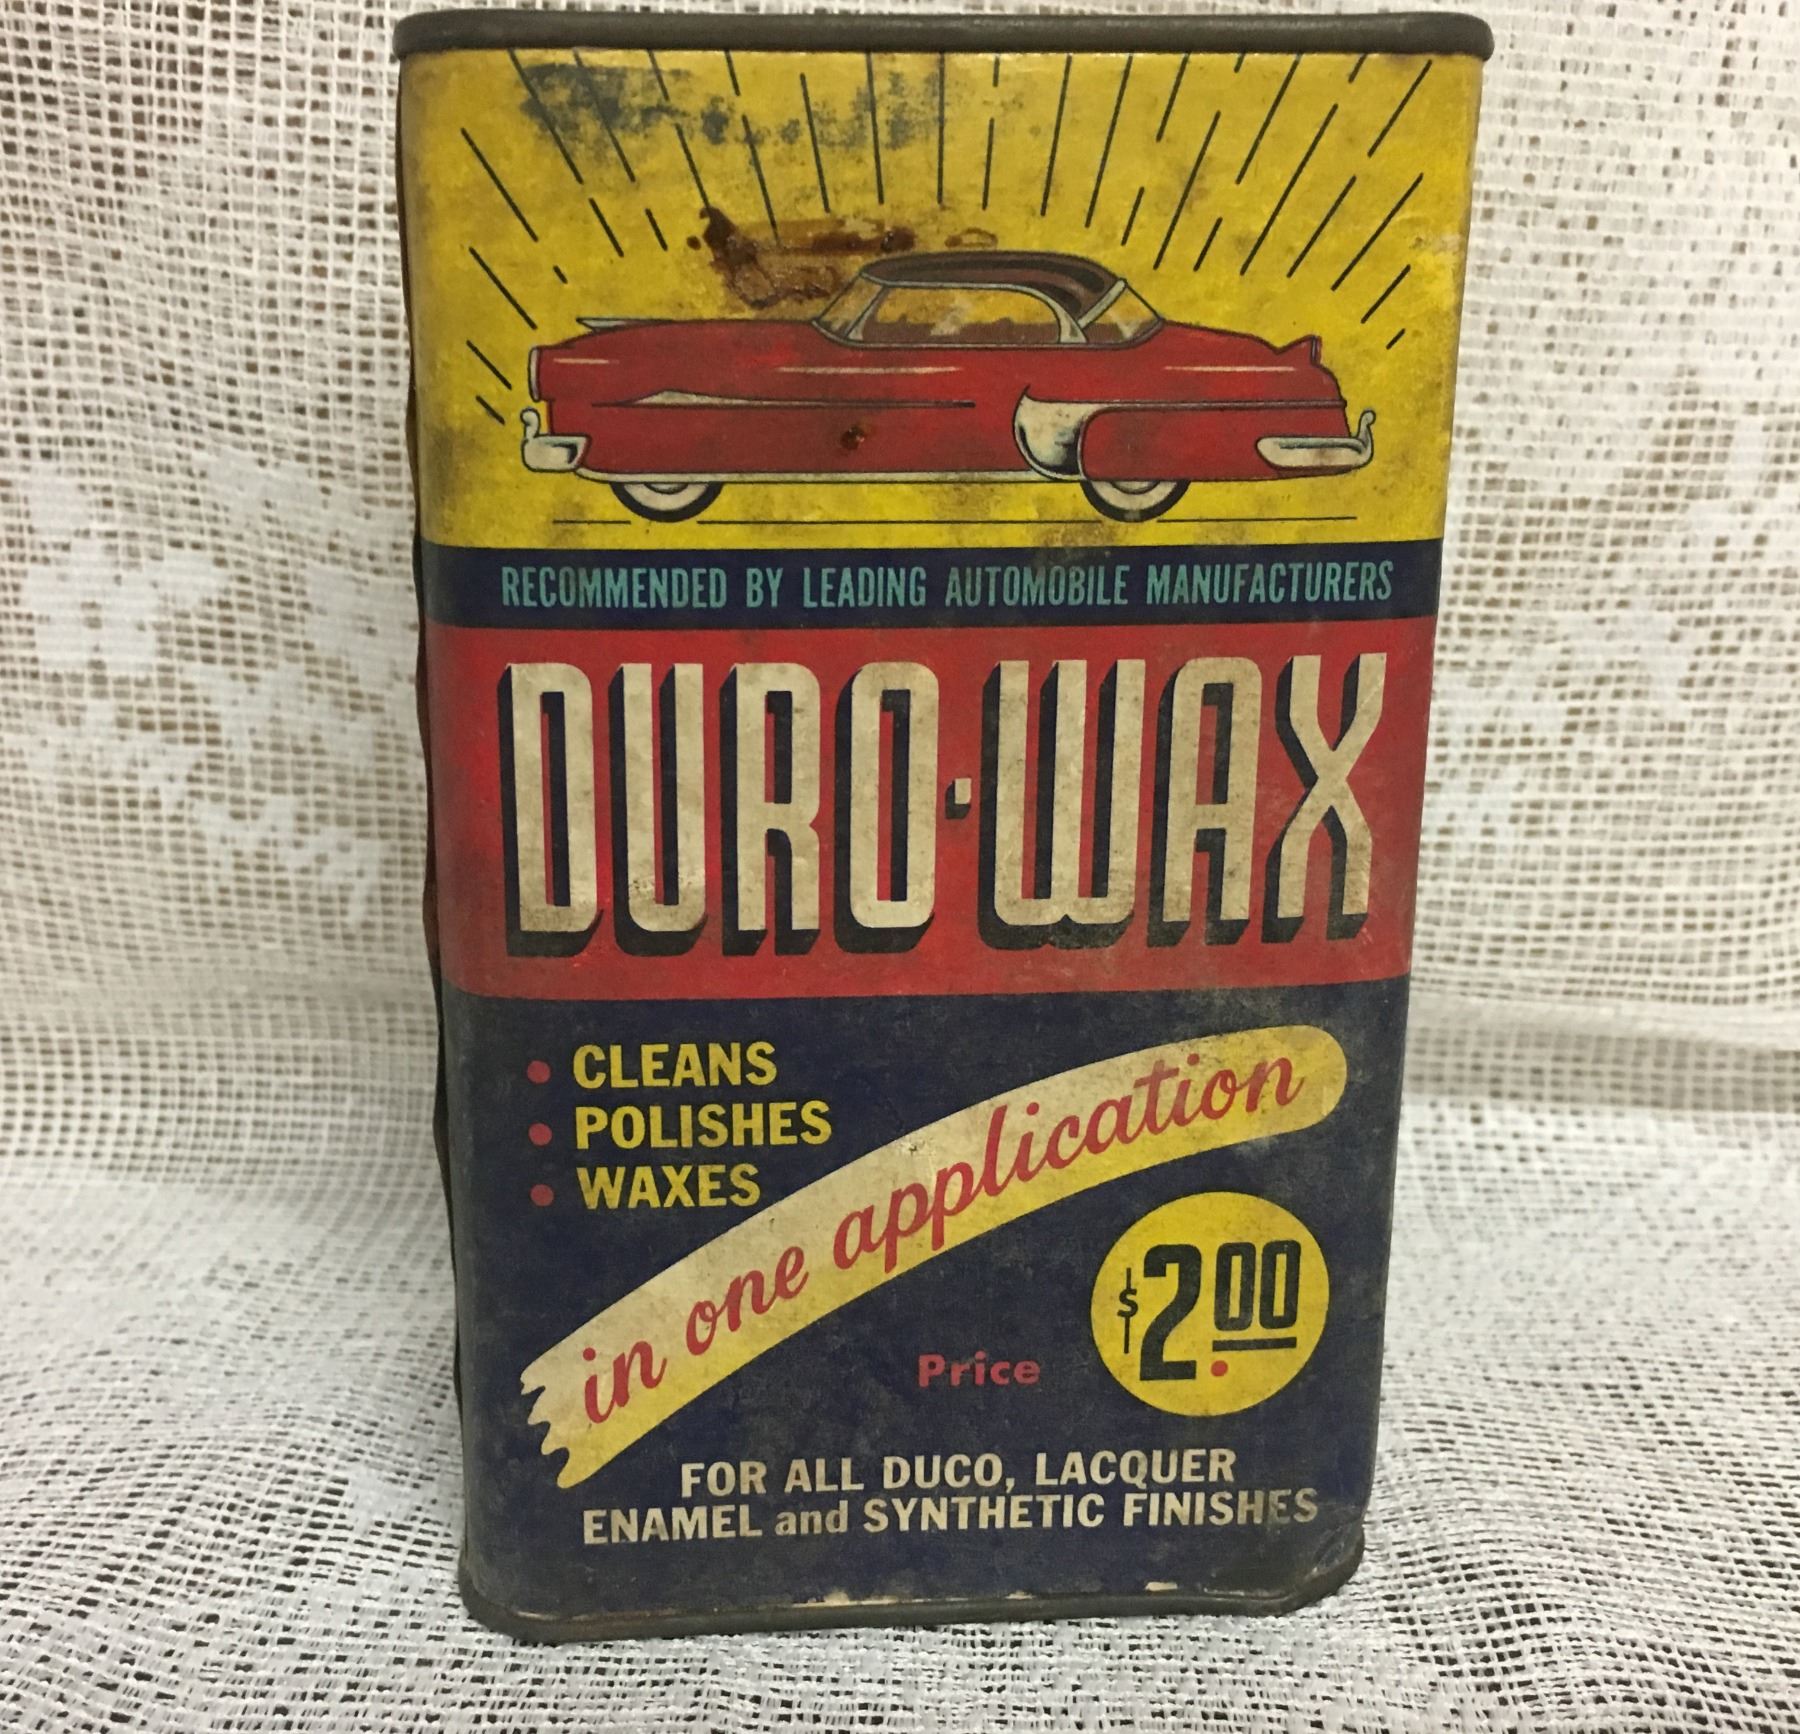 RECOMMENDED BY LEADING AUTOMOBILE MANUFACTURERS
DURO·WAX
• CLEANS
• POLISHES
• WAXES
in one application
Price
$2.00
FOR ALL DUCO, LACQUER
ENAMEL and SYNTHETIC FINISHES